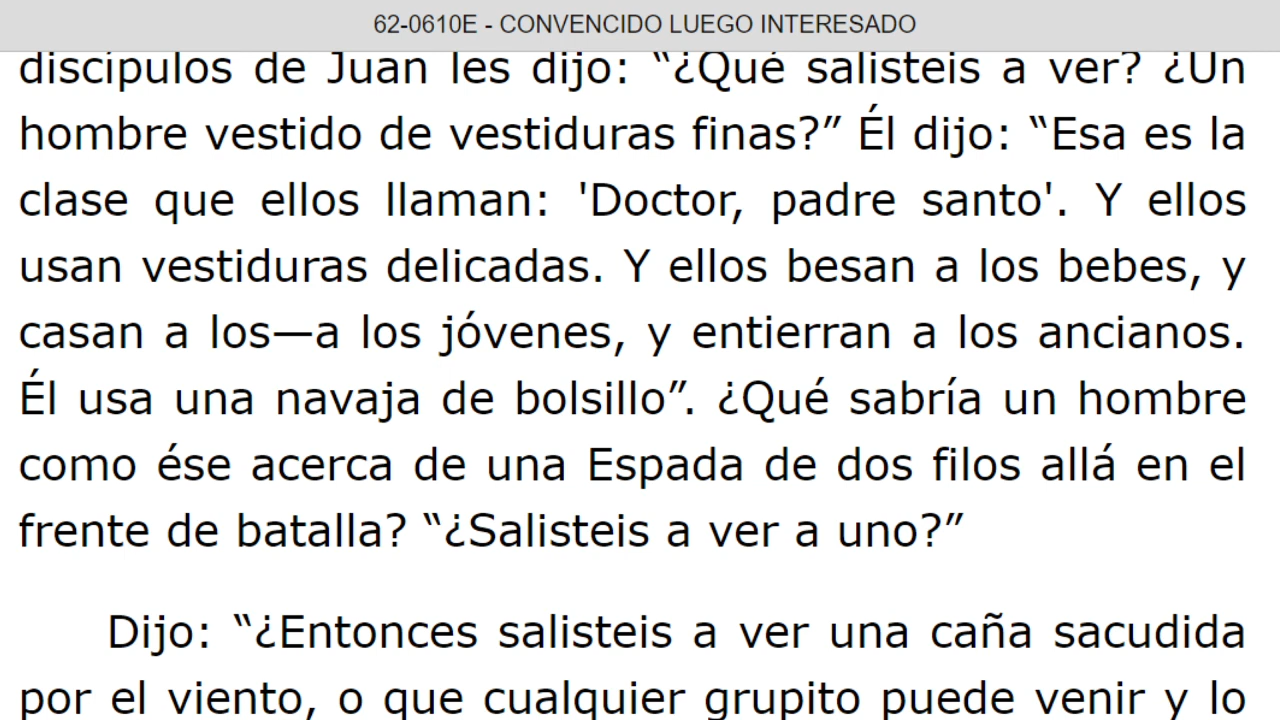 62-0610E - CONVENCIDO LUEGO INTERESADO
discípulos de Juan les dijo: “¿Qué salisteis a ver? ¿Un
hombre vestido de vestiduras finas?” Él dijo: “Esa es la
clase que ellos llaman: 'Doctor, padre santo'. Y ellos
usan vestiduras delicadas. Y ellos besan a los bebes, y
casan a los—a los jóvenes, y entierran a los ancianos.
Él usa una navaja de bolsillo”. ¿Qué sabría un hombre
como ése acerca de una Espada de dos filos allá en el
frente de batalla? “¿Salisteis a ver a uno?”
Dijo: “¿Entonces salisteis a ver una caña sacudida
por el viento, o que cualquier grupito puede venir y lo